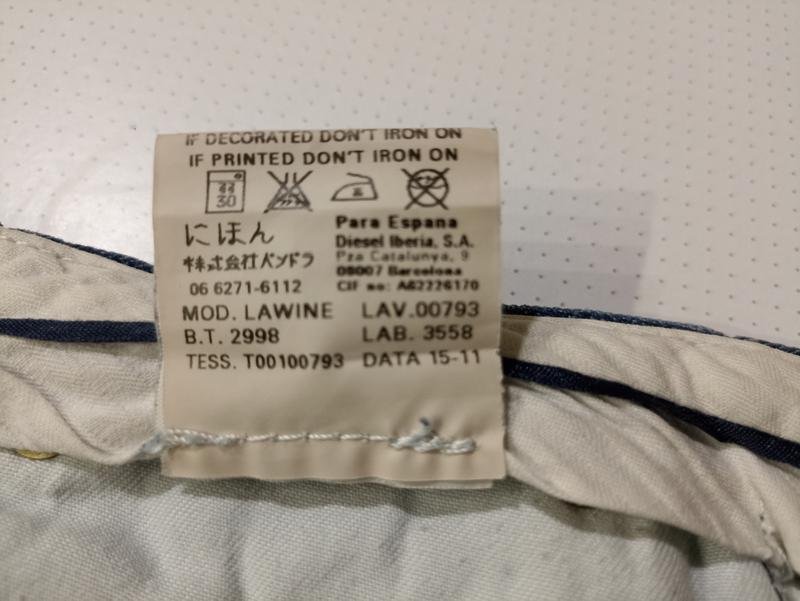 IF DECORATED DON'T IRON ON
IF PRINTED DON'T IRON ON
30
にほん
株式会社パンドラ
06 6271-6112
Para Espana
Diesel Iberia, S.A.
Pza Catalunya, 9
08007 Barcelona
CIF no: A62226170
MOD. LAWINE LAV.00793
B.T. 2998 LAB. 3558
TESS. T00100793 DATA 15-11